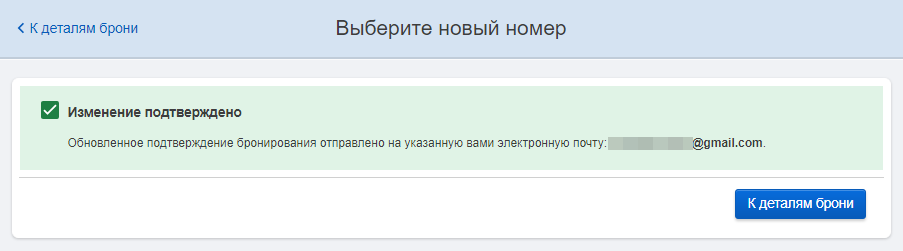 К деталям брони
Выберите новый номер
Изменение подтверждено
Обновленное подтверждение бронирования отправлено на указанную вами электронную почту: @gmail.com.
К деталям брони